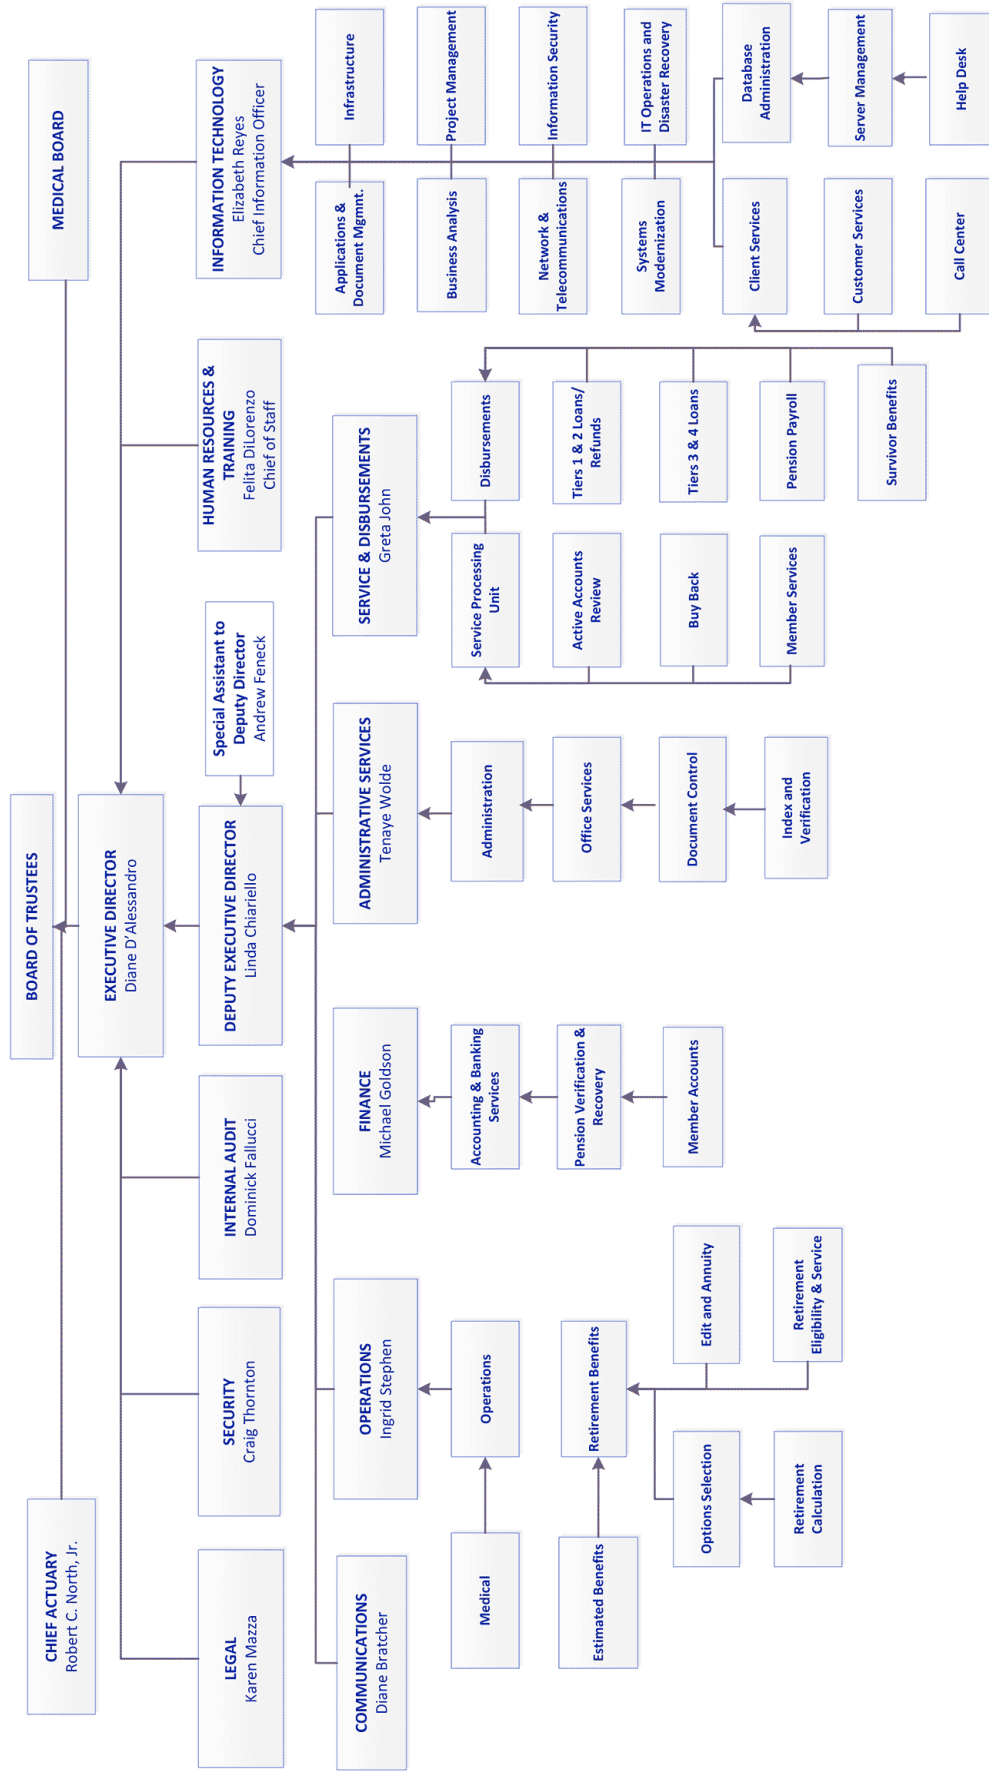 BOARD OF TRUSTEES
CHIEF ACTUARY
Robert C. North, Jr.
MEDICAL BOARD
EXECUTIVE DIRECTOR
Diane D'Alessandro
LEGAL
Karen Mazza
SECURITY
Craig Thornton
INTERNAL AUDIT
Dominick Fallucci
DEPUTY EXECUTIVE DIRECTOR
Linda Chiariello
Special Assistant to
Deputy Director
Andrew Feneck
HUMAN RESOURCES &
TRAINING
Felita DiLorenzo
Chief of Staff
INFORMATION TECHNOLOGY
Elizabeth Reyes
Chief Information Officer
COMMUNICATIONS
Diane Bratcher
OPERATIONS
Ingrid Stephen
FINANCE
Michael Goldson
ADMINISTRATIVE SERVICES
Tenaye Wolde
SERVICE & DISBURSEMENTS
Greta John
Medical
Operations
Estimated Benefits
Retirement Benefits
Options Selection
Edit and Annuity
Retirement
Calculation
Retirement
Eligibility & Service
Accounting & Banking
Services
Pension Verification &
Recovery
Member Accounts
Administration
Office Services
Document Control
Index and
Verification
Service Processing
Unit
Active Accounts
Review
Buy Back
Member Services
Disbursements
Tiers 1 & 2 Loans/
Refunds
Tiers 3 & 4 Loans
Pension Payroll
Survivor Benefits
Applications &
Document Mgmnt.
Infrastructure
Business Analysis
Project Management
Network &
Telecommunications
Information Security
Systems
Modernization
IT Operations and
Disaster Recovery
Client Services
Database
Administration
Customer Services
Server Management
Call Center
Help Desk